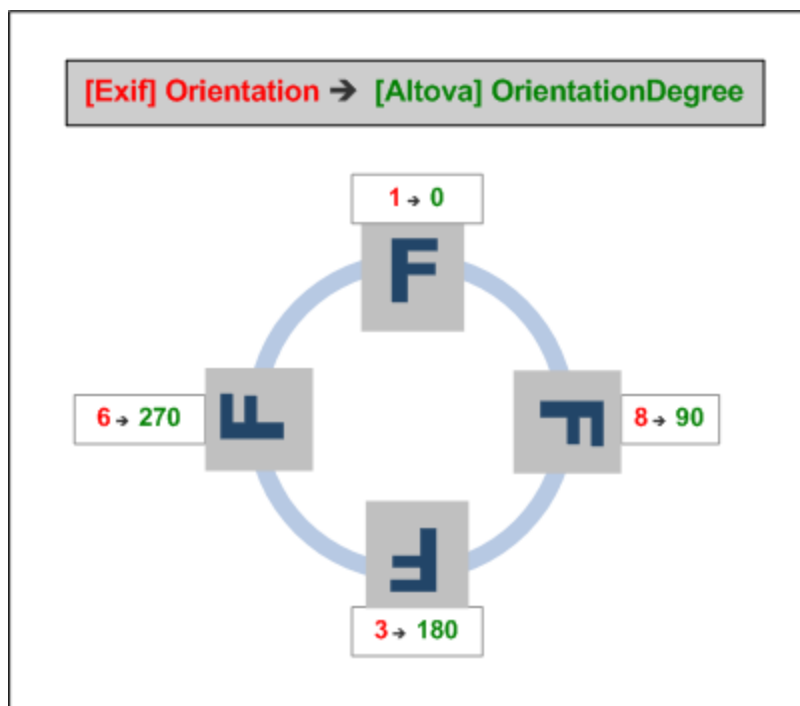 [Exif] Orientation ➔ [Altova] OrientationDegree
1 ➔ 0
F
6 ➔ 270
F
F
8 ➔ 90
F
3 ➔ 180